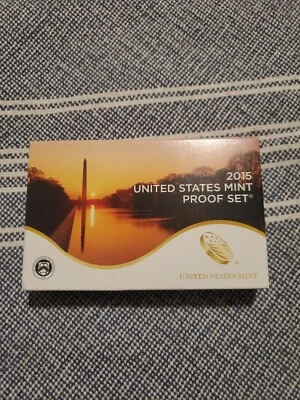 2015
UNITED STATES MINT
PROOF SET®
UNITED STATES MINT